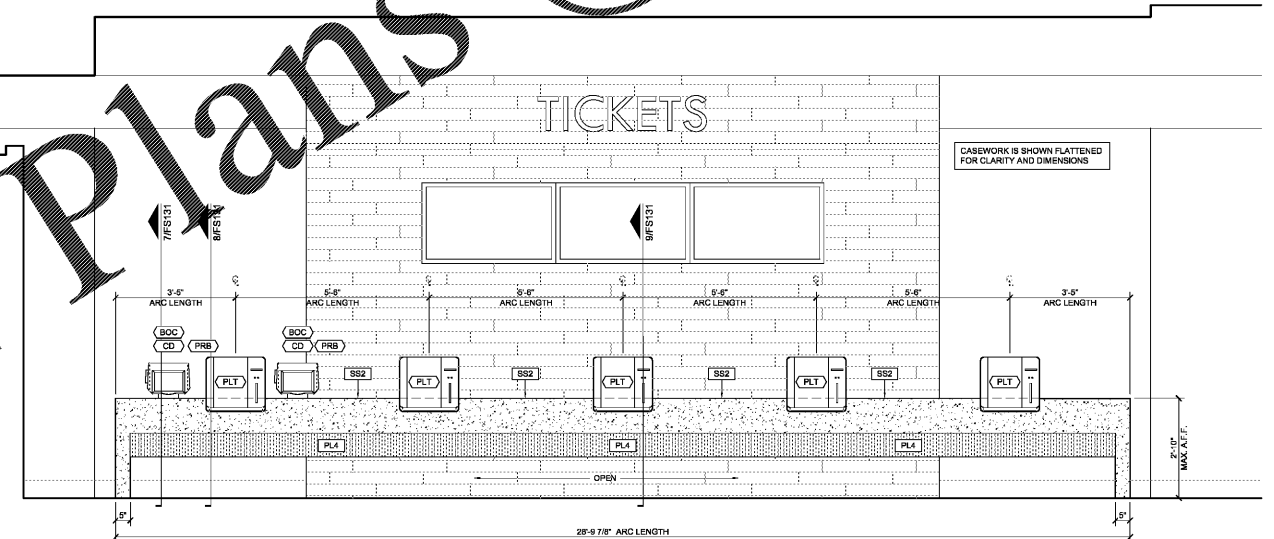 Plans
TICKETS
CASEWORK IS SHOWN FLATTENED
FOR CLARITY AND DIMENSIONS
7/FS131
8/FS131
9/FS131
3'-5"
ARC LENGTH
5'-6"
ARC LENGTH
5'-6"
ARC LENGTH
5'-6"
ARC LENGTH
5'-6"
ARC LENGTH
3'-5"
ARC LENGTH
BOC
CD
PRB
BOC
CD
PRB
PLT
PLT
PLT
PLT
PLT
SS2
SS2
SS2
SS2
PL4
PL4
PL4
OPEN
2'-10"
MAX. A.F.F.
5"
5"
28'-9 7/8" ARC LENGTH